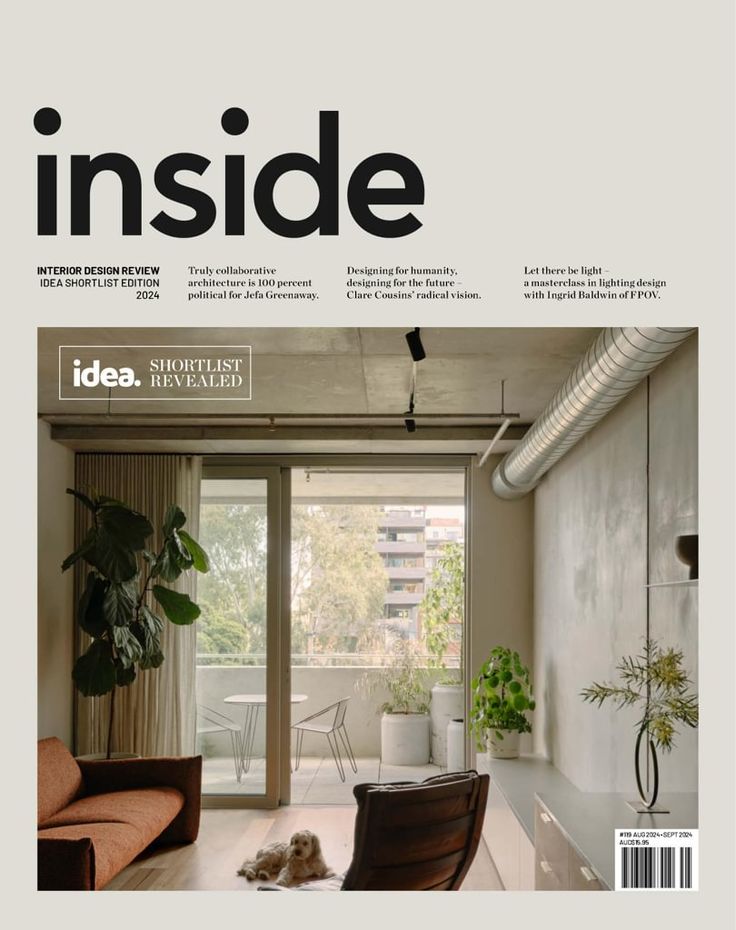 inside
INTERIOR DESIGN REVIEW
IDEA SHORTLIST EDITION
2024
Truly collaborative
architecture is 100 percent
political for Jefa Greenaway.
Designing for humanity,
designing for the future –
Clare Cousins' radical vision.
Let there be light –
a masterclass in lighting design
with Ingrid Baldwin of FPOV.
idea. SHORTLIST
REVEALED
#119 AUG 2024•SEPT 2024
AUD$15.95